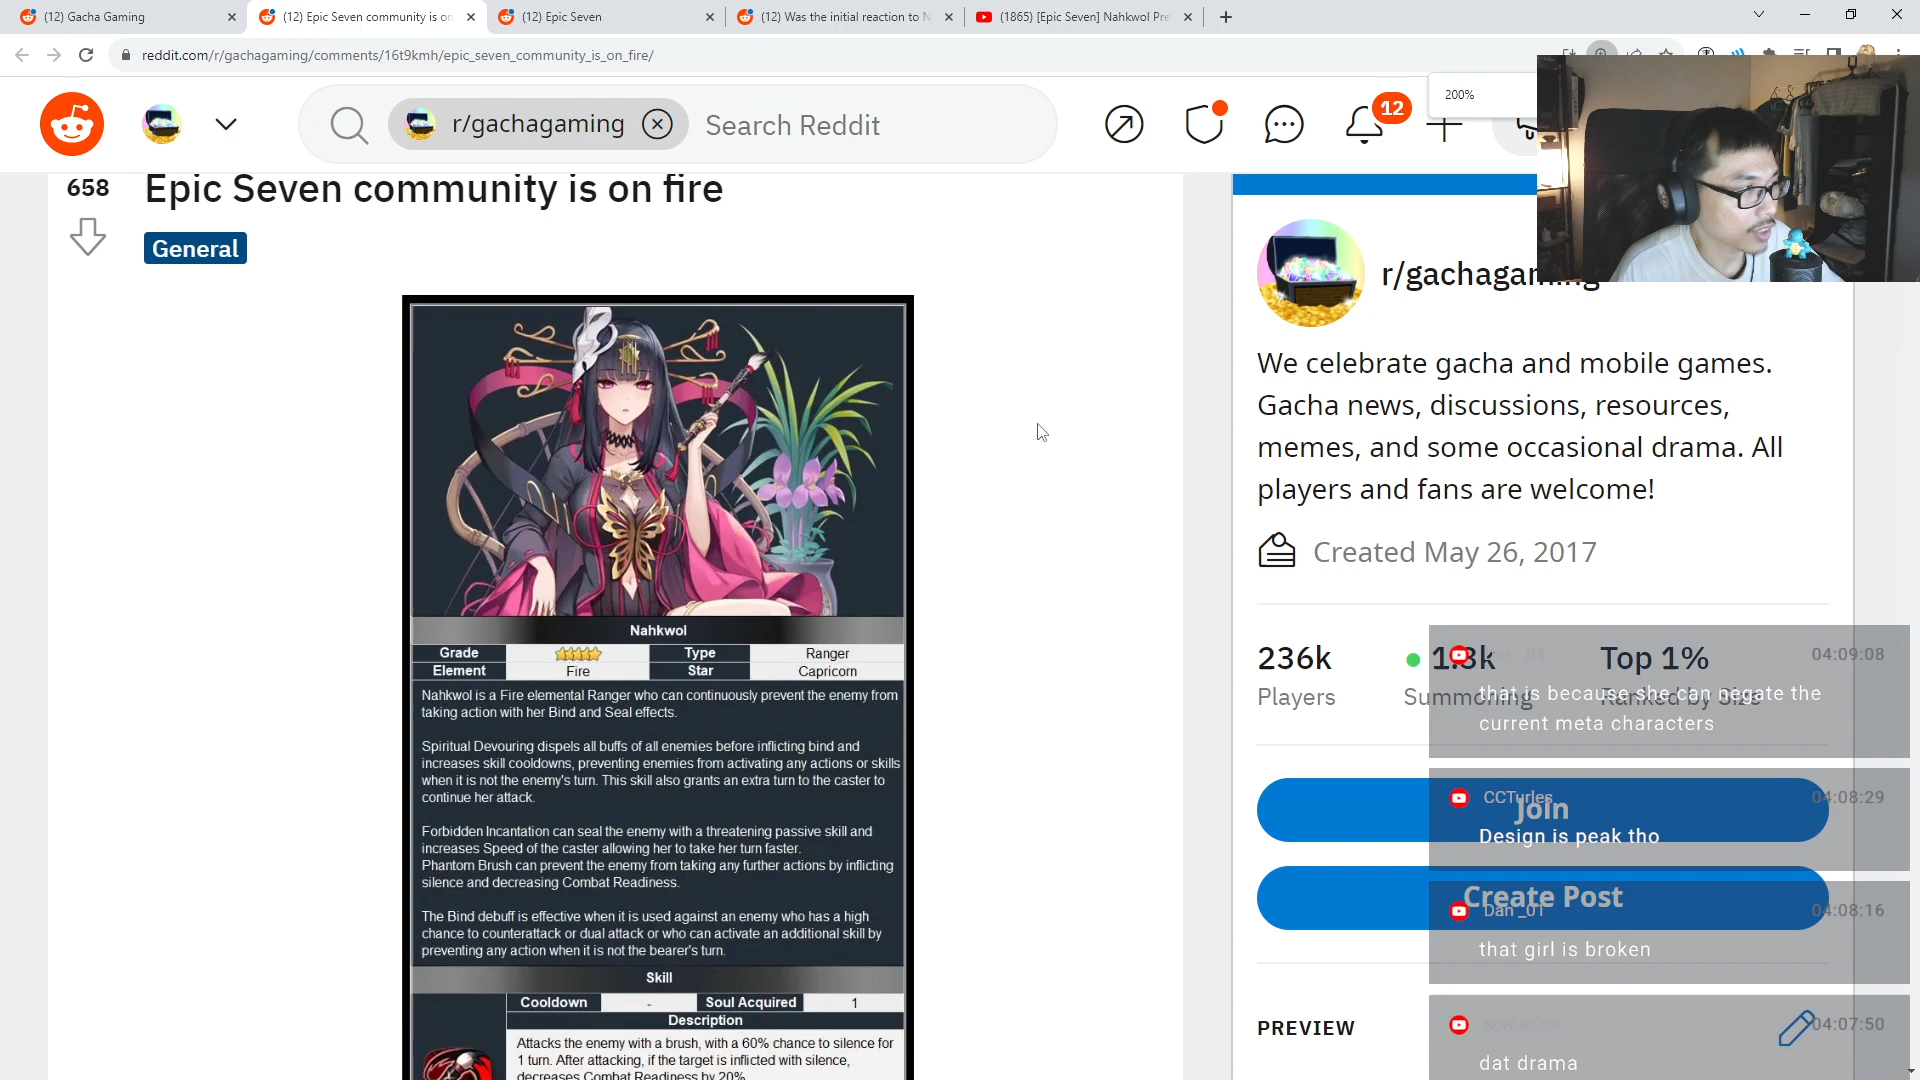 (12) Gacha Gaming
(12) Epic Seven community is on
(12) Epic Seven
(12) Was the initial reaction to N
(1865) [Epic Seven] Nahkwol Pre
reddit.com/r/gachagaming/comments/16t9kmh/epic_seven_community_is_on_fire/
200%
r/gachagaming
Search Reddit
12
658
Epic Seven community is on fire
General
Nahkwol
Grade
Type
Ranger
Element
Fire
Star
Capricorn
Nahkwol is a Fire elemental Ranger who can continuously prevent the enemy from
taking action with her Bind and Seal effects.
Spiritual Devouring dispels all buffs of all enemies before inflicting bind and
increases skill cooldowns, preventing enemies from activating any actions or skills
when it is not the enemy's turn. This skill also grants an extra turn to the caster to
continue her attack.
Forbidden Incantation can seal the enemy with a threatening passive skill and
increases Speed of the caster allowing her to take her turn faster.
Phantom Brush can prevent the enemy from taking any further actions by inflicting
silence and decreasing Combat Readiness.
The Bind debuff is effective when it is used against an enemy who has a high
chance to counterattack or dual attack or who can activate an additional skill by
preventing any action when it is not the bearer's turn.
Skill
Cooldown
-
Soul Acquired
1
Description
Attacks the enemy with a brush, with a 60% chance to silence for
1 turn. After attacking, if the target is inflicted with silence,
decreases Combat Readiness by 20%.
r/gachagaming
We celebrate gacha and mobile games.
Gacha news, discussions, resources,
memes, and some occasional drama. All
players and fans are welcome!
Created May 26, 2017
236k
Players
1.3k
Summoning
Top 1%
Ranked by Size
04:09:08
that is because she can negate the
current meta characters
Join
CCTurles
04:08:29
Design is peak tho
Create Post
Dan _01
04:08:16
that girl is broken
PREVIEW
04:07:50
dat drama